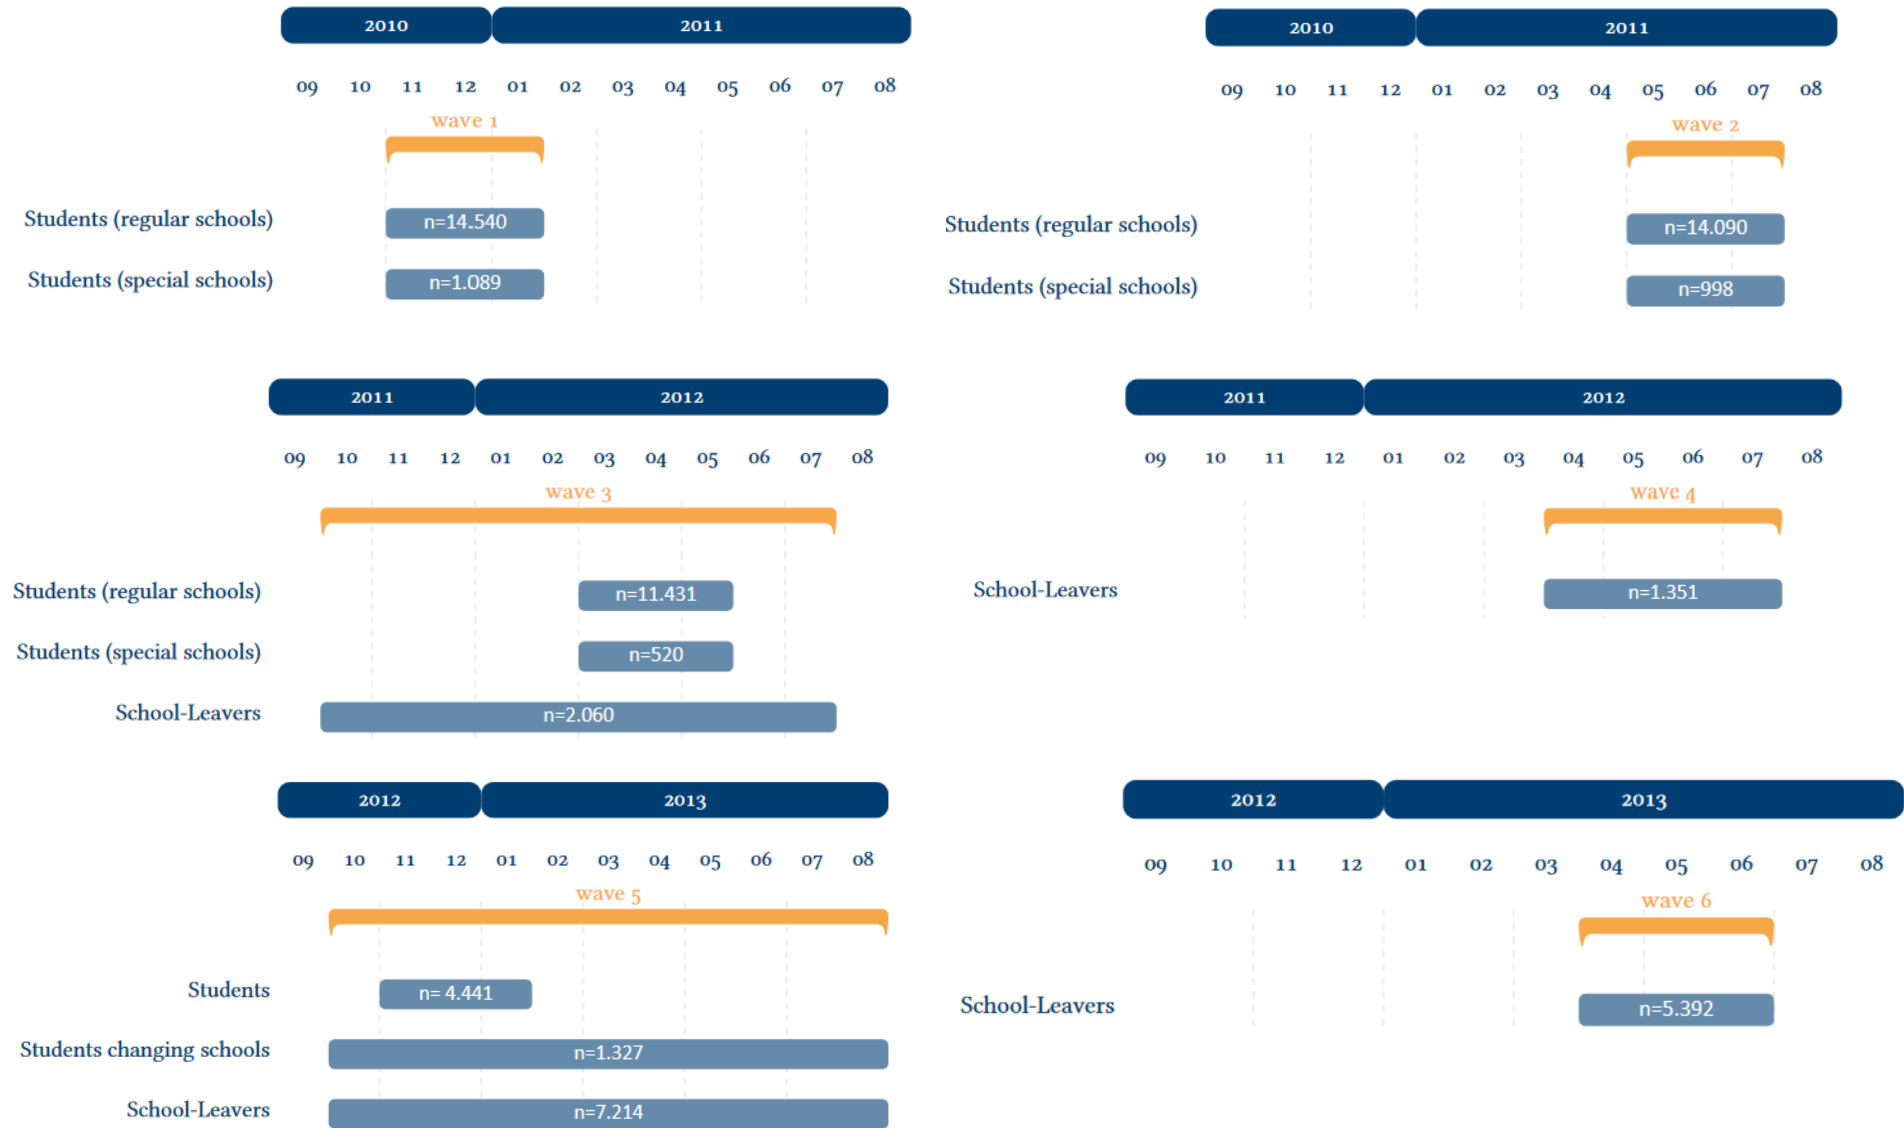 2010 2011
09 10 11 12 01 02 03 04 05 06 07 08
wave 1
Students (regular schools) n=14.540
Students (special schools) n=1.089
2010 2011
09 10 11 12 01 02 03 04 05 06 07 08
wave 2
Students (regular schools) n=14.090
Students (special schools) n=998
2011 2012
09 10 11 12 01 02 03 04 05 06 07 08
wave 3
Students (regular schools) n=11.431
Students (special schools) n=520
School-Leavers n=2.060
2011 2012
09 10 11 12 01 02 03 04 05 06 07 08
wave 4
School-Leavers n=1.351
2012 2013
09 10 11 12 01 02 03 04 05 06 07 08
wave 5
Students n= 4.441
Students changing schools n=1.327
School-Leavers n=7.214
2012 2013
09 10 11 12 01 02 03 04 05 06 07 08
wave 6
School-Leavers n=5.392